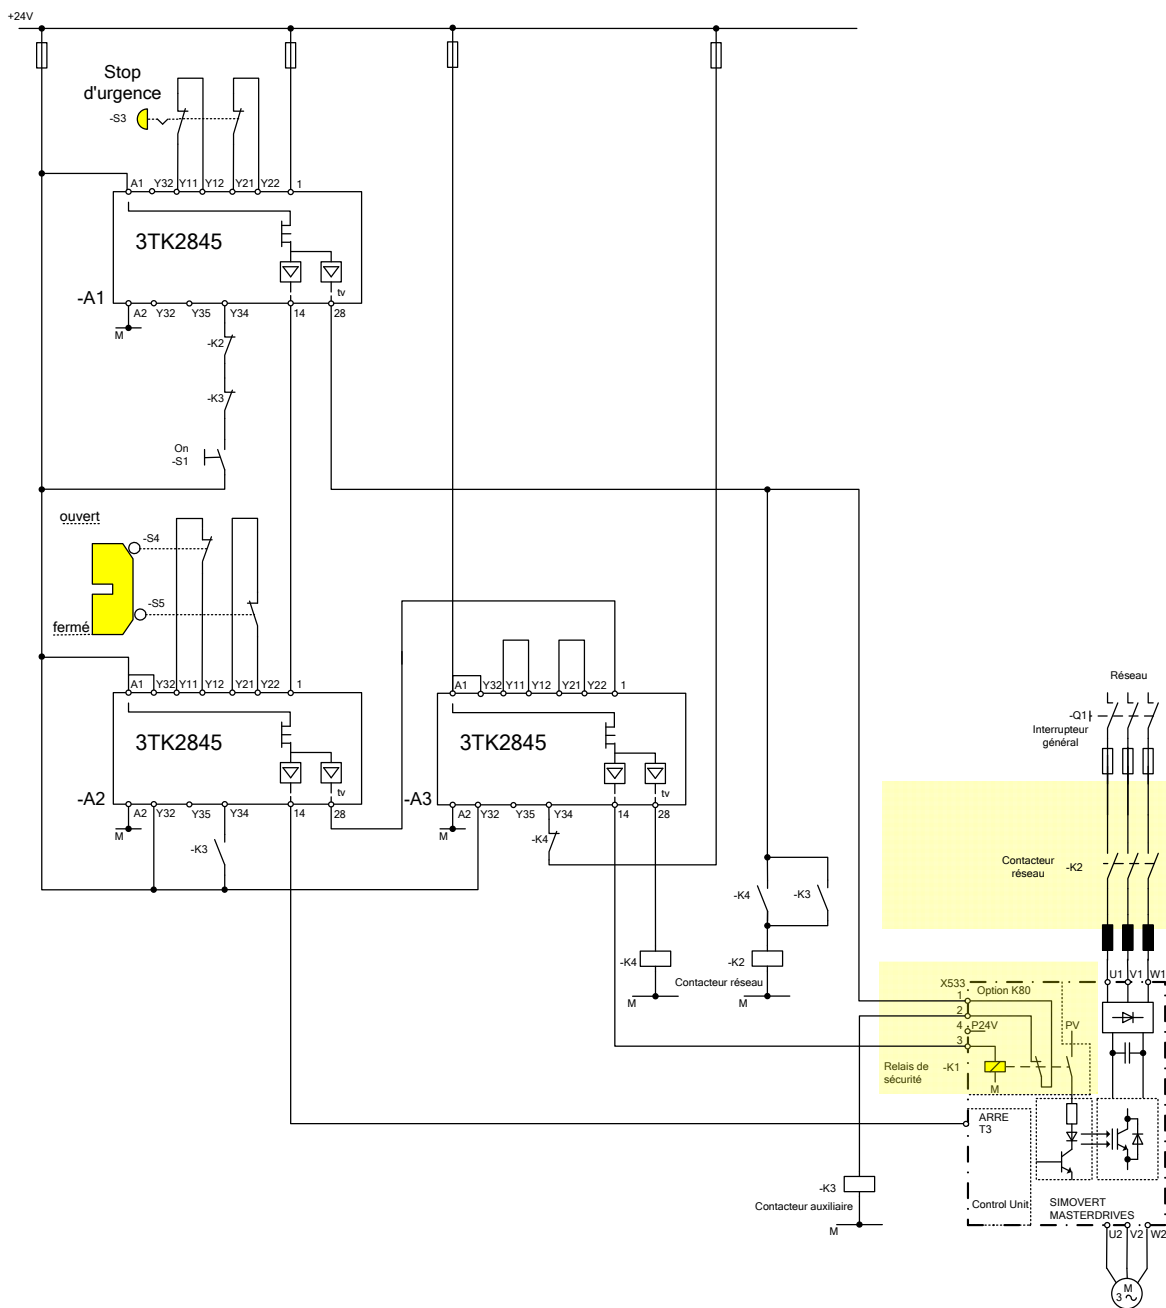 +24V
Stop
d'urgence
-S3
A1 Y32 Y11 Y12 Y21 Y22 1
3TK2845
-A1
tv
A2 Y32 Y35 Y34 14 28
M
-K2
-K3
On
-S1
ouvert
-S4
-S5
fermé
A1 Y32 Y11 Y12 Y21 Y22 1
3TK2845
-A2
tv
A2 Y32 Y35 Y34 14 28
M
-K3
A1 Y32 Y11 Y12 Y21 Y22 1
3TK2845
-A3
tv
A2 Y32 Y35 Y34 14 28
M
-K4
-K4
M
-K4
-K3
-K2
Contacteur réseau
M
Réseau
-Q1
Interrupteur
général
Contacteur
réseau
-K2
U1 V1 W1
X533
Option K80
1
2
4 P24V
3
PV
Relais de
sécurité
-K1
M
ARRE
T3
-K3
Contacteur auxiliaire
M
Control Unit
SIMOVERT
MASTERDRIVES
U2 V2 W2
M
3